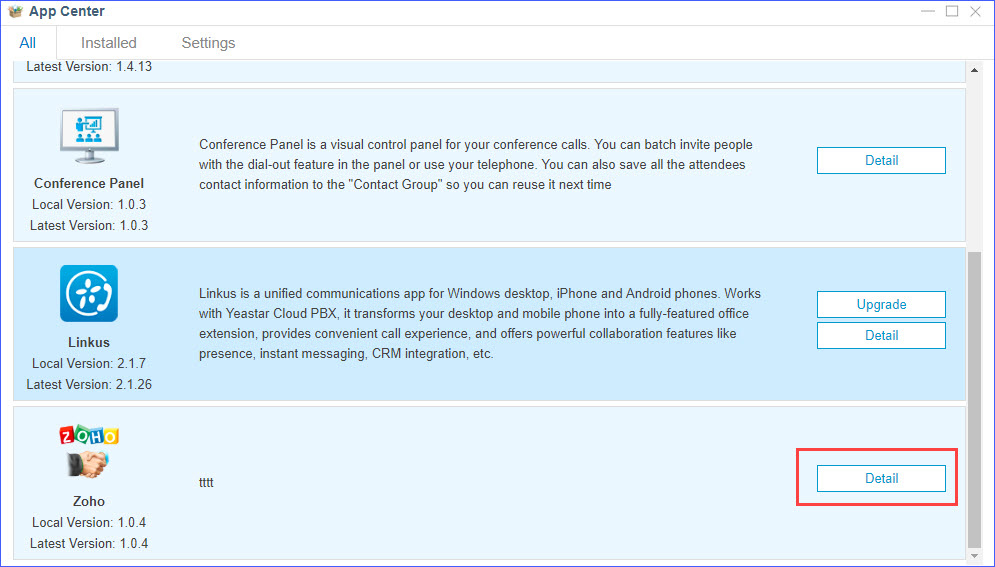 App Center
All Installed Settings
Latest Version: 1.4.13
Conference Panel
Local Version: 1.0.3
Latest Version: 1.0.3
Conference Panel is a visual control panel for your conference calls. You can batch invite people
with the dial-out feature in the panel or use your telephone. You can also save all the attendees
contact information to the "Contact Group" so you can reuse it next time
Detail
Linkus
Local Version: 2.1.7
Latest Version: 2.1.26
Linkus is a unified communications app for Windows desktop, iPhone and Android phones. Works
with Yeastar Cloud PBX, it transforms your desktop and mobile phone into a fully-featured office
extension, provides convenient call experience, and offers powerful collaboration features like
presence, instant messaging, CRM integration, etc.
Upgrade
Detail
ZOHO
Zoho
Local Version: 1.0.4
Latest Version: 1.0.4
tttt
Detail